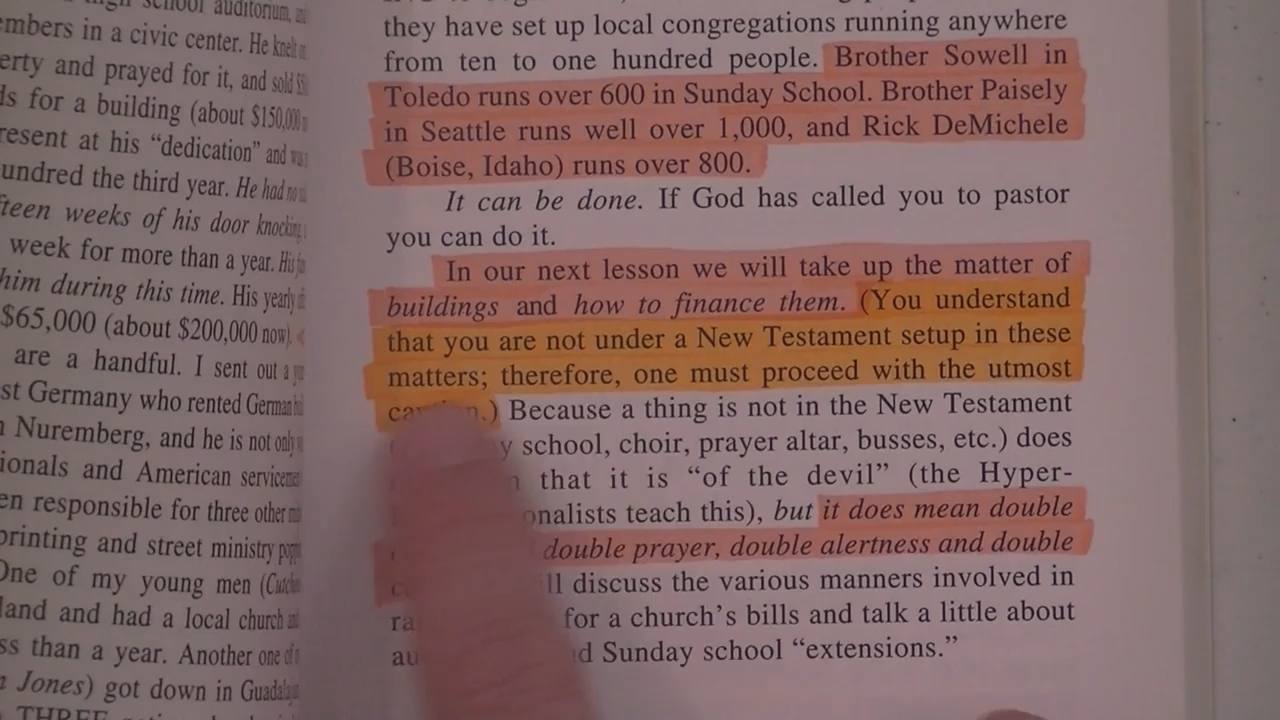 school auditorium,
mbers in a civic center. He knelt
erty and prayed for it, and sold
ds for a building (about $150,000
resent at his “dedication” and was
undred the third year. He had no
fteen weeks of his door knocking
week for more than a year. His
him during this time. His yearly
$65,000 (about $200,000 now).
are a handful. I sent out a
st Germany who rented German
n Nuremberg, and he is not only
ionals and American service
en responsible for three other
printing and street ministry
One of my young men (
land and had a local church
ss than a year. Another one of
n Jones) got down in
THREE
they have set up local congregations running anywhere
from ten to one hundred people. Brother Sowell in
Toledo runs over 600 in Sunday School. Brother Paisely
in Seattle runs well over 1,000, and Rick DeMichele
(Boise, Idaho) runs over 800.
It can be done. If God has called you to pastor
you can do it.
In our next lesson we will take up the matter of
buildings and how to finance them. (You understand
that you are not under a New Testament setup in these
matters; therefore, one must proceed with the utmost
Because a thing is not in the New Testament
y school, choir, prayer altar, busses, etc.) does
that it is “of the devil” (the Hyper-
onalists teach this), but it does mean double
double prayer, double alertness and double
ll discuss the various manners involved in
ra for a church’s bills and talk a little about
au d Sunday school “extensions.”